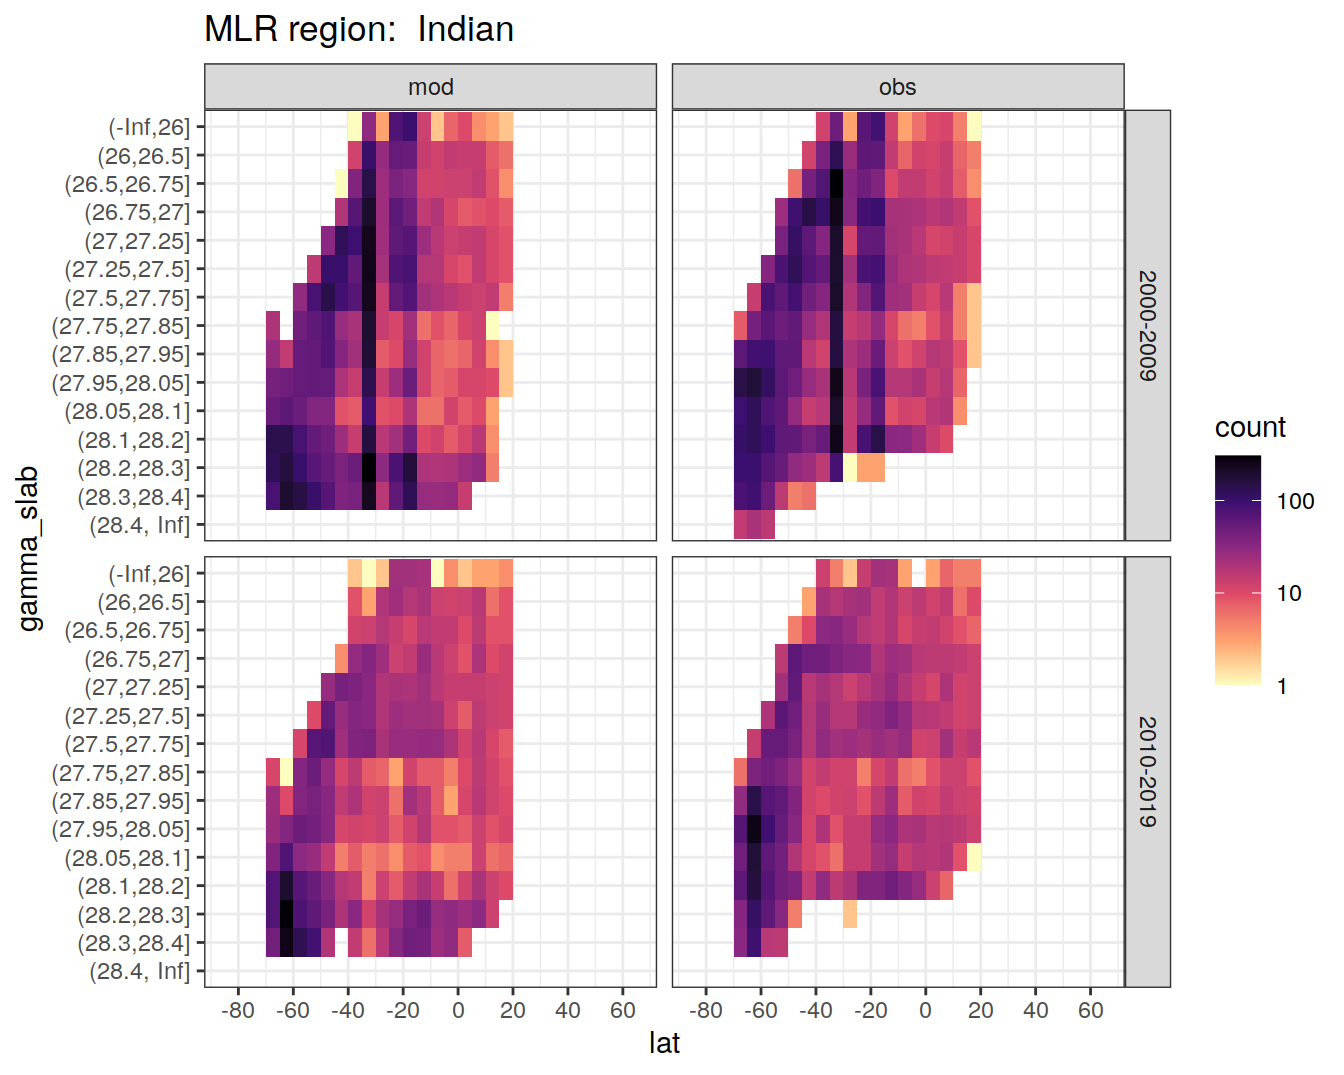 MLR region:  Indian
mod
obs
(-Inf,26]
(26,26.5]
(26.5,26.75]
(26.75,27]
(27,27.25]
(27.25,27.5]
(27.5,27.75]
(27.75,27.85]
(27.85,27.95]
(27.95,28.05]
(28.05,28.1]
(28.1,28.2]
(28.2,28.3]
(28.3,28.4]
(28.4, Inf]
2000-2009
gamma_slab
(-Inf,26]
(26,26.5]
(26.5,26.75]
(26.75,27]
(27,27.25]
(27.25,27.5]
(27.5,27.75]
(27.75,27.85]
(27.85,27.95]
(27.95,28.05]
(28.05,28.1]
(28.1,28.2]
(28.2,28.3]
(28.3,28.4]
(28.4, Inf]
2010-2019
-80 -60 -40 -20 0 20 40 60
-80 -60 -40 -20 0 20 40 60
lat
count
100
10
1